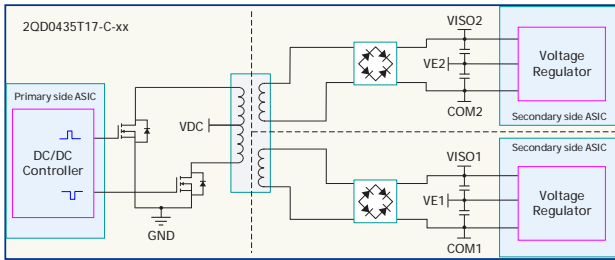 2QD0435T17-C-xx
Primary side ASIC
DC/DC
Controller
VDC
GND
VISO2
VE2
COM2
Voltage
Regulator
Secondary side ASIC
Secondary side ASIC
VISO1
VE1
COM1
Voltage
Regulator